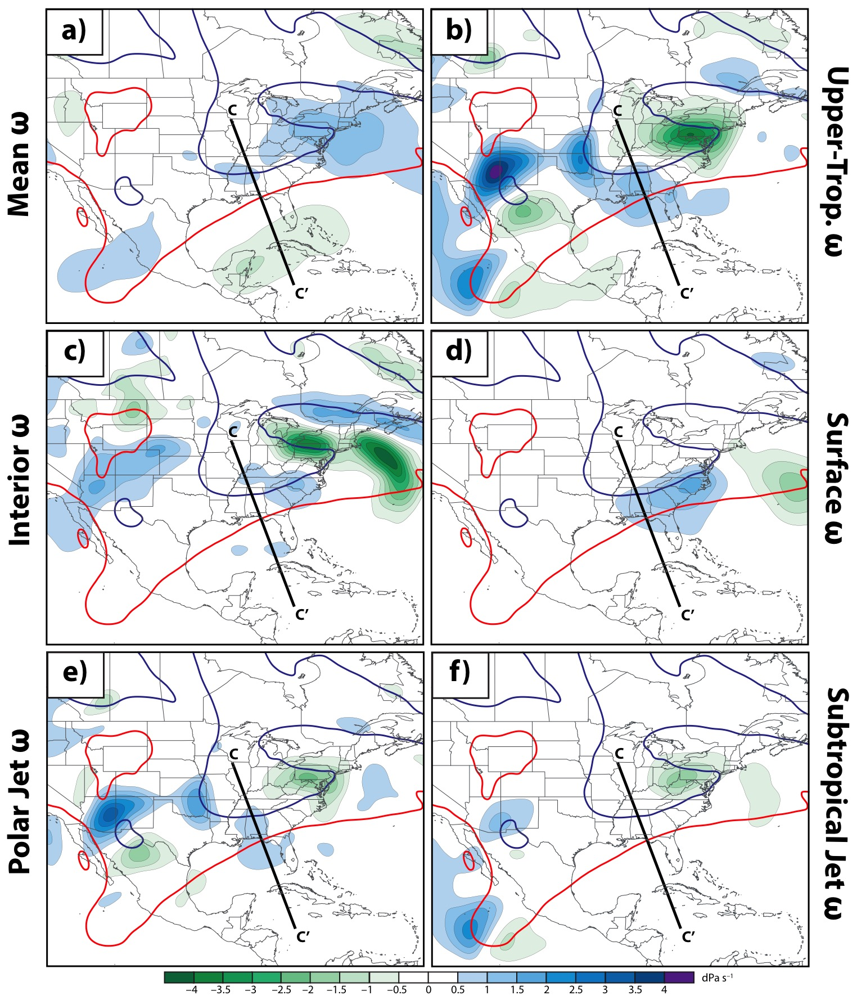 a)
C
C’
Mean ω
b)
C
C’
Upper-Trop. ω
c)
C
C’
Interior ω
d)
C
C’
Surface ω
e)
C
C’
Polar Jet ω
f)
C
C’
Subtropical Jet ω
−4 −3.5 −3 −2.5 −2 −1.5 −1 −0.5 0 0.5 1 1.5 2 2.5 3 3.5 4 dPa s⁻¹